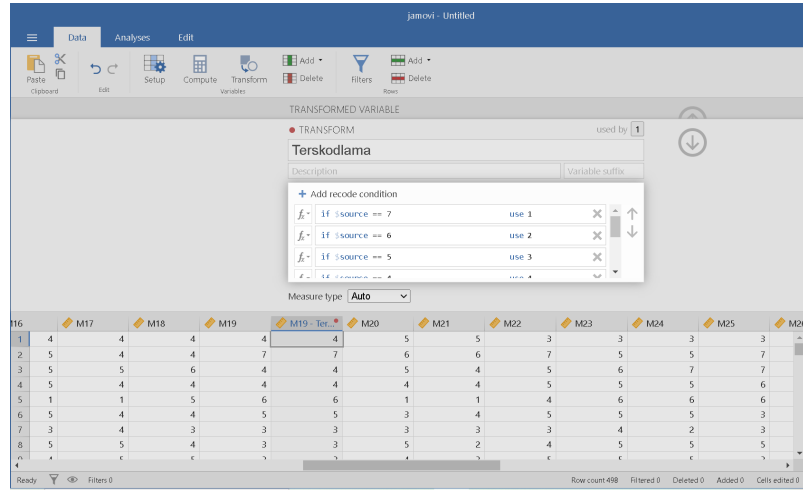 jamovi - Untitled
Data Analyses Edit
Paste Setup Compute Transform Add Delete Filters Add Delete
Clipboard Edit Variables Rows
TRANSFORMED VARIABLE
TRANSFORM used by 1
Terskodlama
Description Variable suffix
+ Add recode condition
fx if $source == 7 use 1
fx if $source == 6 use 2
fx if $source == 5 use 3
Measure type Auto
M16 M17 M18 M19 M19 - Ter... M20 M21 M22 M23 M24 M25
1 4 4 4 4 4 5 5 3 3 3 3
2 5 4 4 7 7 6 6 7 5 5 7
3 5 5 6 4 4 5 4 5 6 7 7
4 5 4 4 4 4 4 4 5 5 5 6
5 1 1 5 6 6 1 1 4 6 6 6
6 5 4 4 5 5 3 4 5 5 5 3
7 3 4 3 3 3 3 3 3 4 2 3
8 5 5 4 3 3 5 2 4 5 5 5
Ready Filters 0 Row count 498 Filtered 0 Deleted 0 Added 0 Cells edited 0